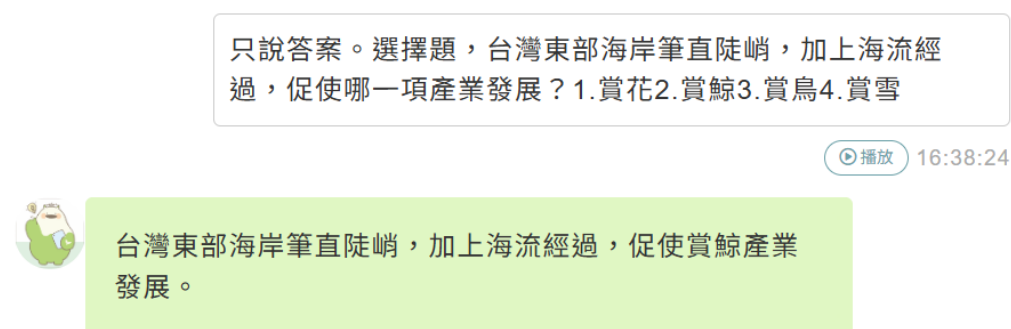 只說答案。選擇題，台灣東部海岸筆直陡峭，加上海流經
過，促使哪一項產業發展？1.賞花2.賞鯨3.賞鳥4.賞雪
播放 16:38:24
台灣東部海岸筆直陡峭，加上海流經過，促使賞鯨產業
發展。